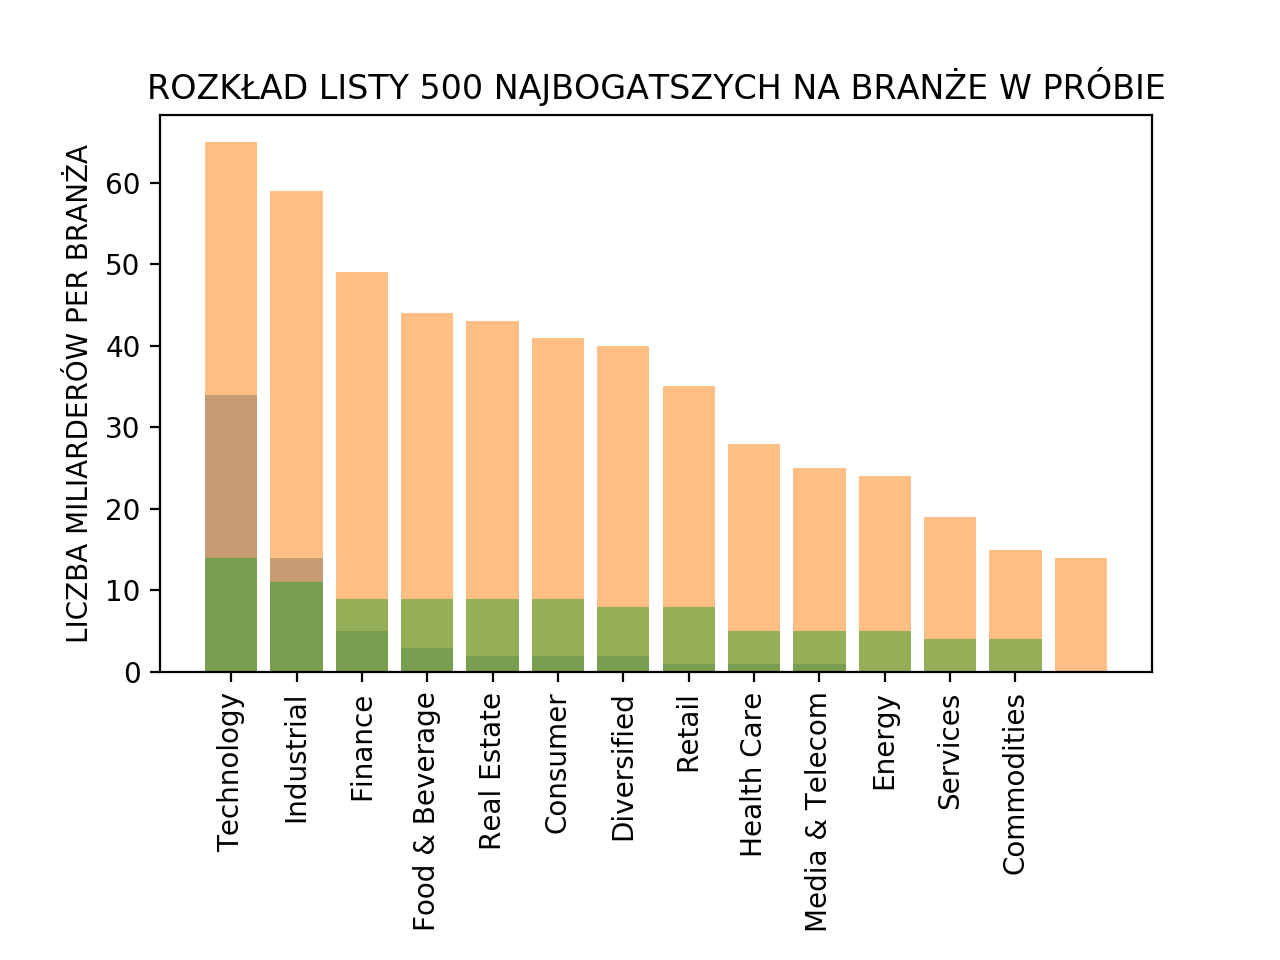 ROZKŁAD LISTY 500 NAJBOGATSZYCH NA BRANŻE W PRÓBIE
LICZBA MILIARDERÓW PER BRANŻA
60
50
40
30
20
10
0
Technology
Industrial
Finance
Food & Beverage
Real Estate
Consumer
Diversified
Retail
Health Care
Media & Telecom
Energy
Services
Commodities